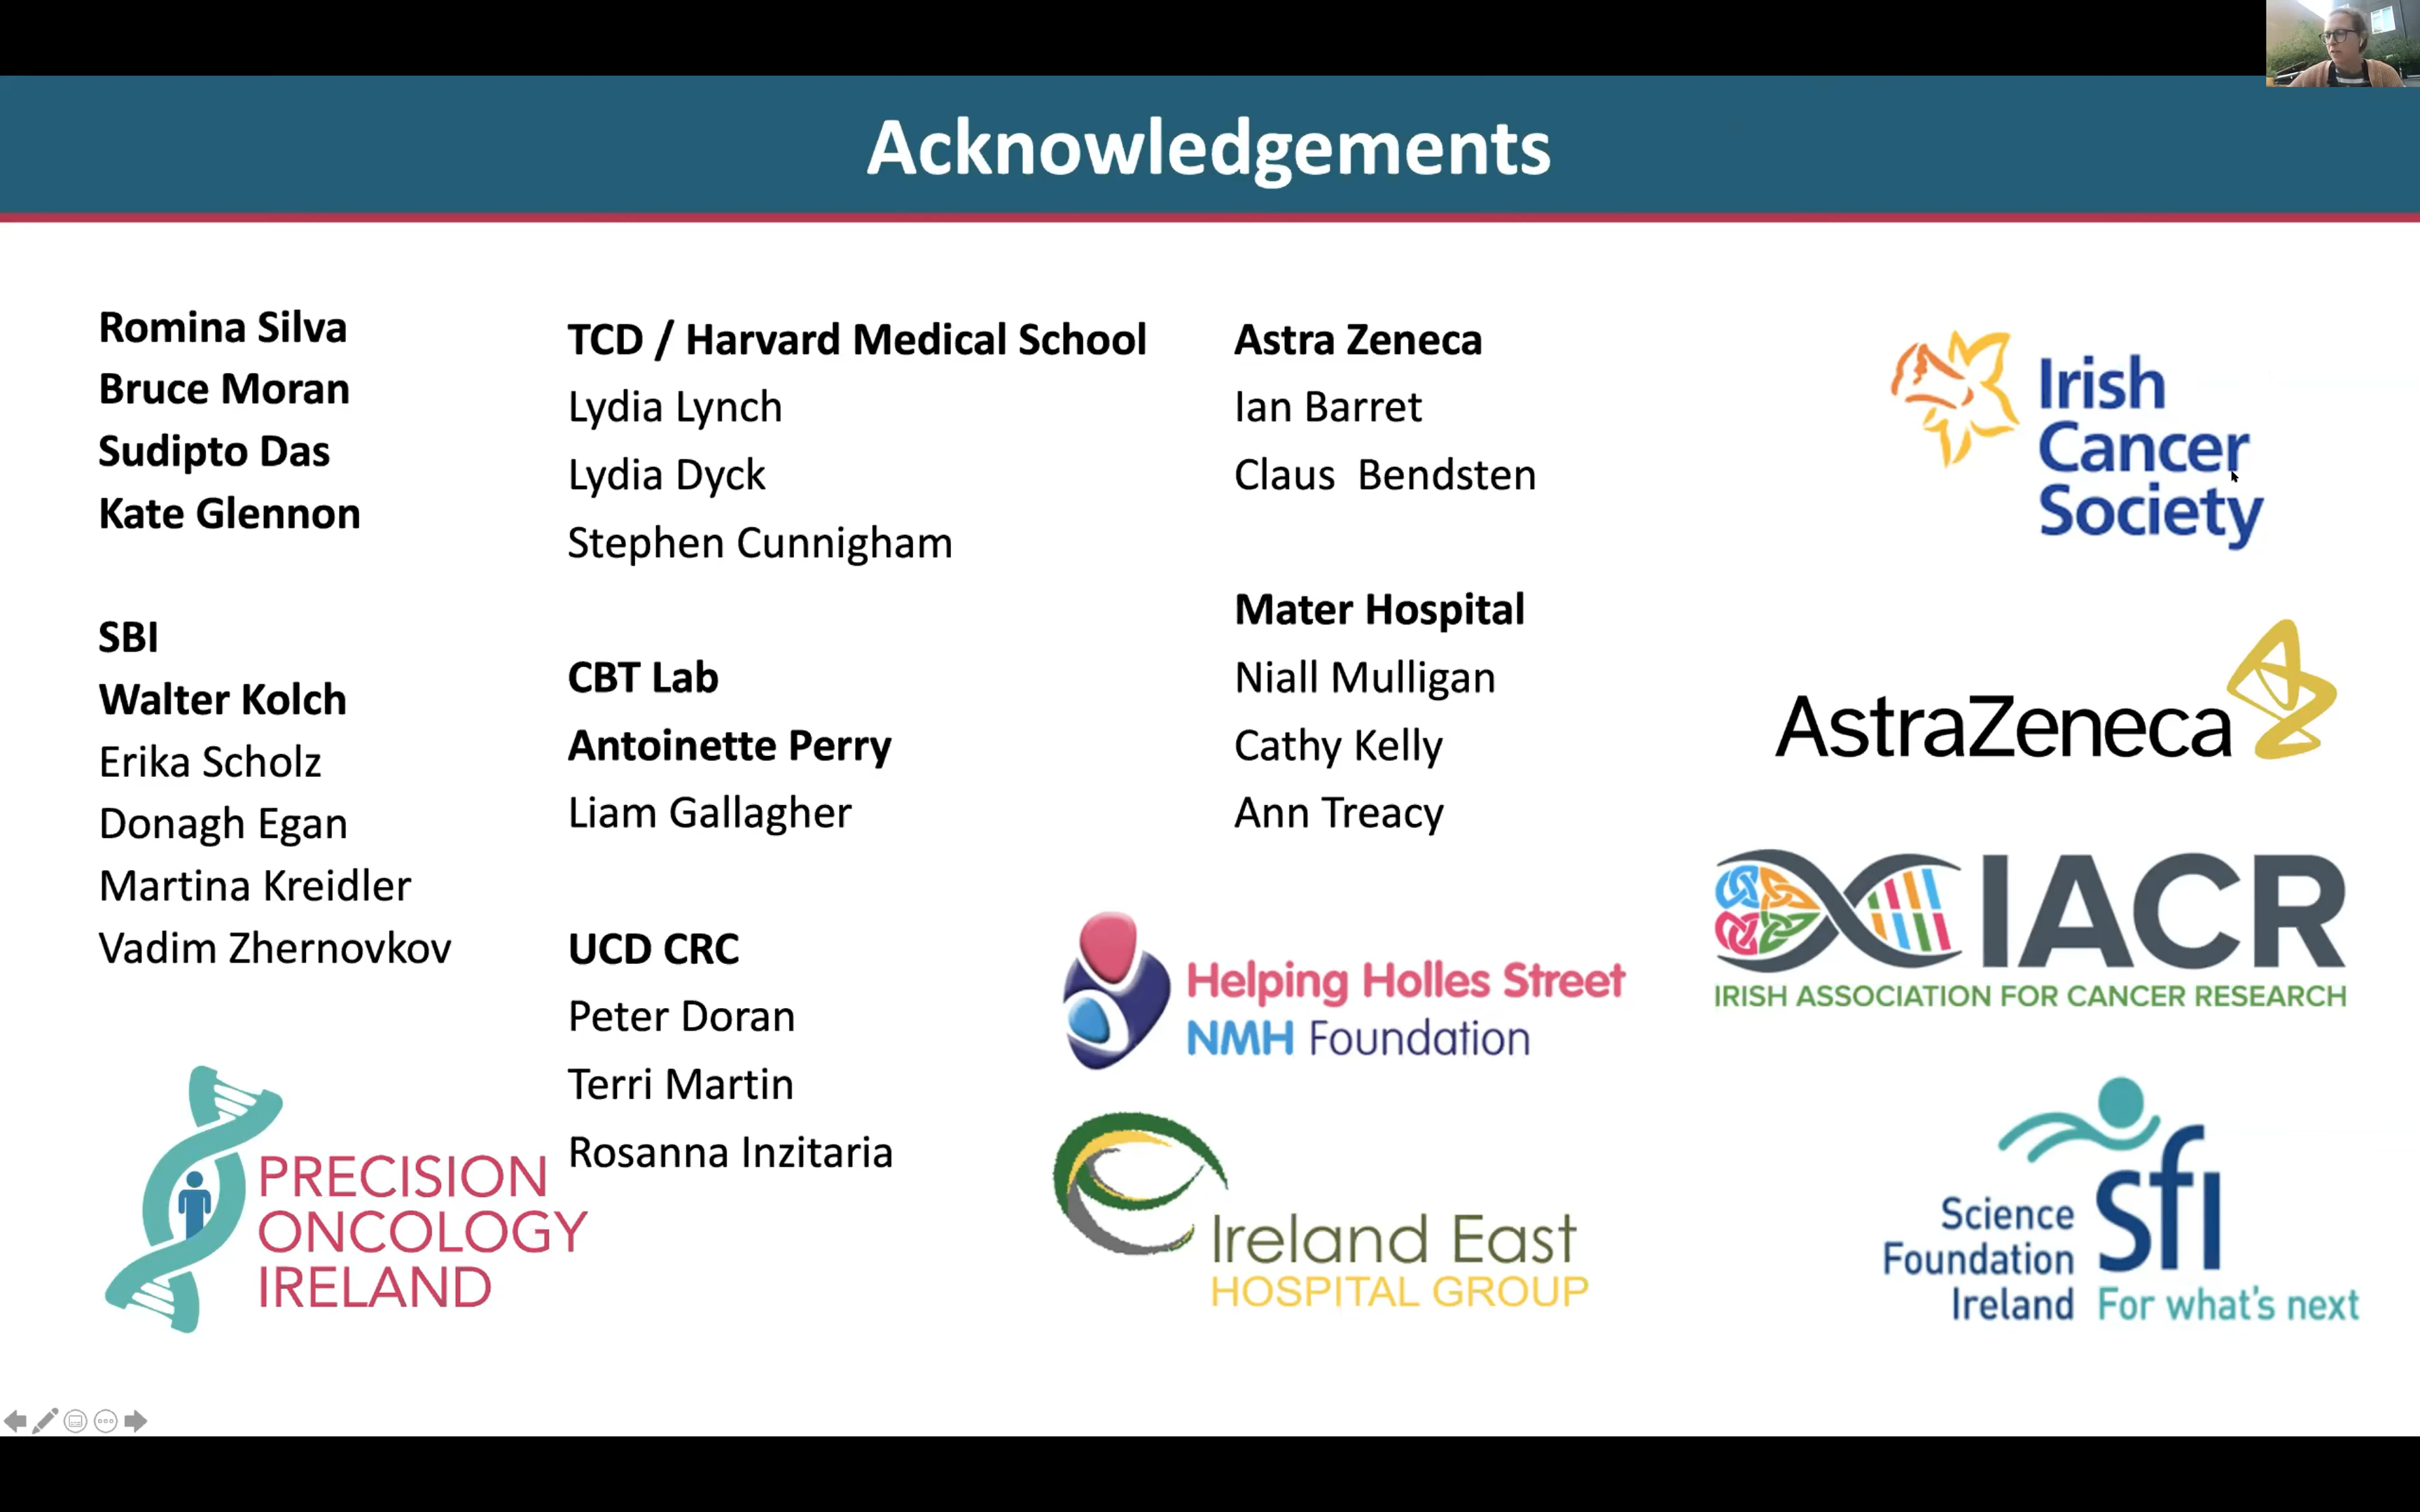 Acknowledgements
Romina Silva
Bruce Moran
Sudipto Das
Kate Glennon
SBI
Walter Kolch
Erika Scholz
Donagh Egan
Martina Kreidler
Vadim Zhernovkov
PRECISION
ONCOLOGY
IRELAND
TCD / Harvard Medical School
Lydia Lynch
Lydia Dyck
Stephen Cunnigham
CBT Lab
Antoinette Perry
Liam Gallagher
UCD CRC
Peter Doran
Terri Martin
Rosanna Inzitaria
Astra Zeneca
Ian Barret
Claus  Bendsten
Mater Hospital
Niall Mulligan
Cathy Kelly
Ann Treacy
Helping Holles Street
NMH Foundation
Ireland East
HOSPITAL GROUP
Irish
Cancer
Society
AstraZeneca
IACR
IRISH ASSOCIATION FOR CANCER RESEARCH
Science
Foundation
Ireland
sfi
For what's next